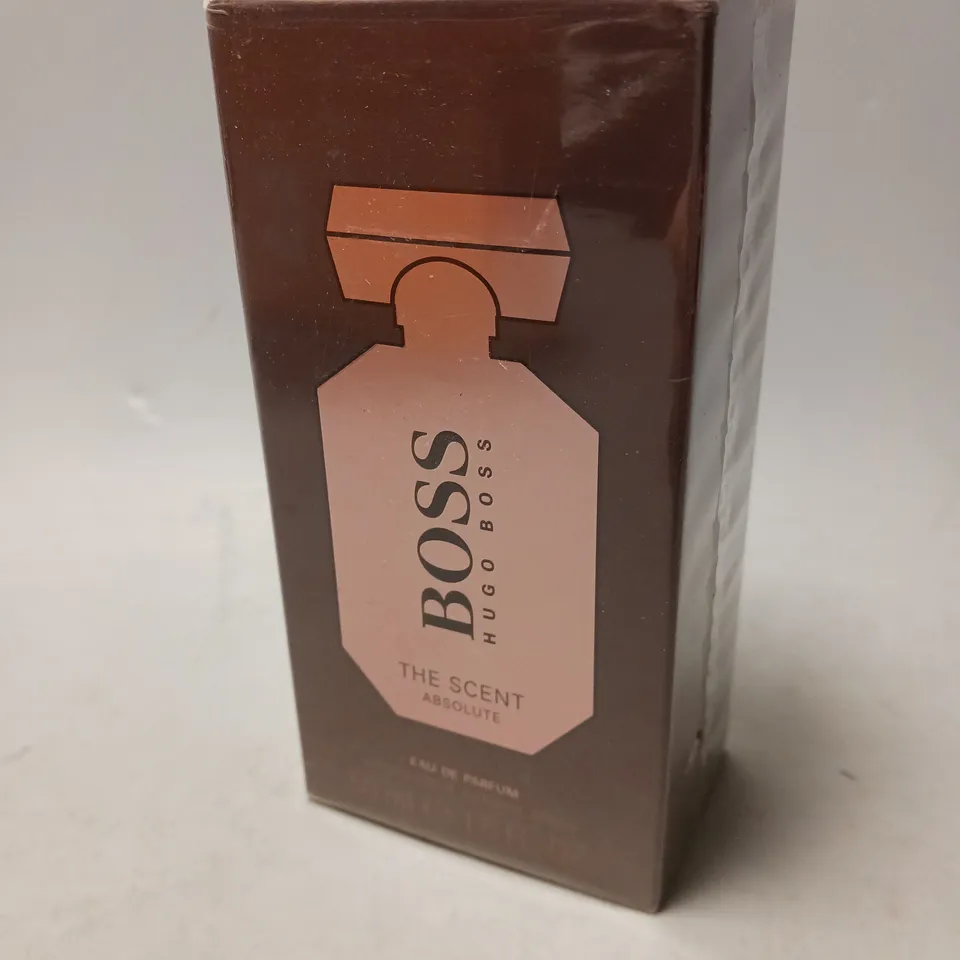 BOSS
HUGO BOSS
THE SCENT
ABSOLUTE
EAU DE PARFUM